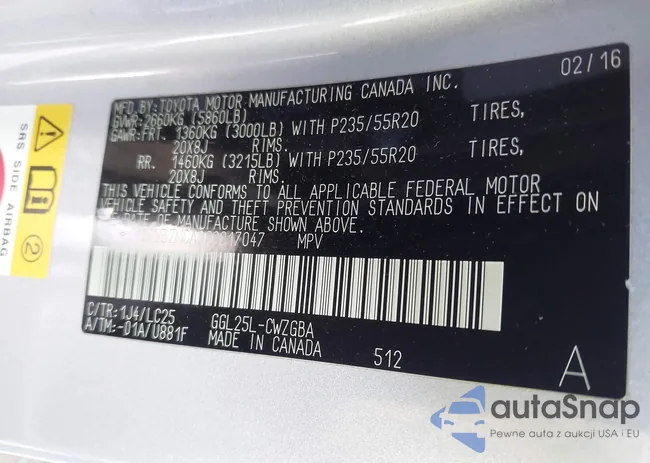 02/16
MFD.BY:TOYOTA MOTOR MANUFACTURING CANADA INC.
GVWR:2660KG (5860LB)
GAWR:FRT. 1360KG (3000LB) WITH P235/55R20 TIRES,
20X8J RIMS.
RR. 1460KG (3215LB) WITH P235/55R20 TIRES,
20X8J RIMS.
THIS VEHICLE CONFORMS TO ALL APPLICABLE FEDERAL MOTOR
VEHICLE SAFETY AND THEFT PREVENTION STANDARDS IN EFFECT ON
DATE OF MANUFACTURE SHOWN ABOVE.
MPV
C/TR:1J4/LC25 GGL25L-CWZGBA
A/TM:-01A/U881F MADE IN CANADA 512
A
SRS SIDE AIRBAG
2
autaSnap
Pewne auta z aukcji USA i EU